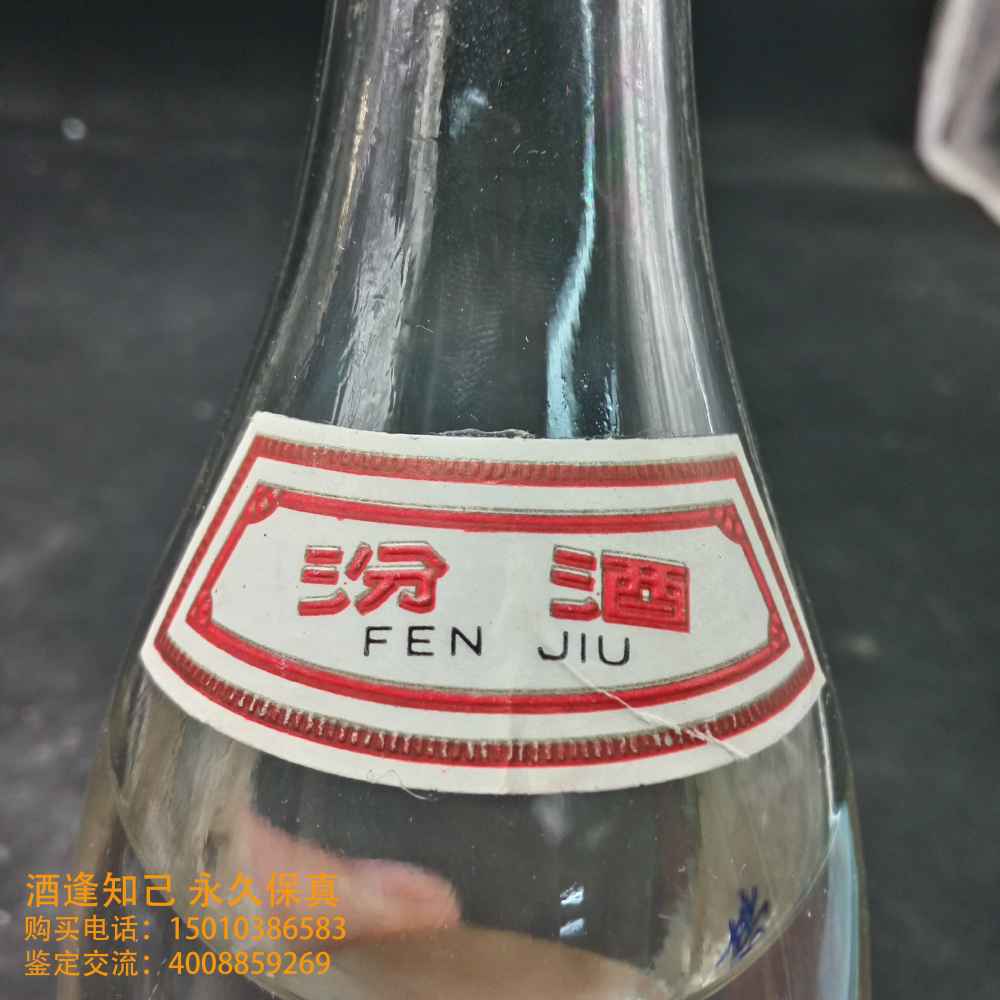 汾酒
FEN JIU
酒逢知己 永久保真
购买电话：15010386583
鉴定交流：4008859269